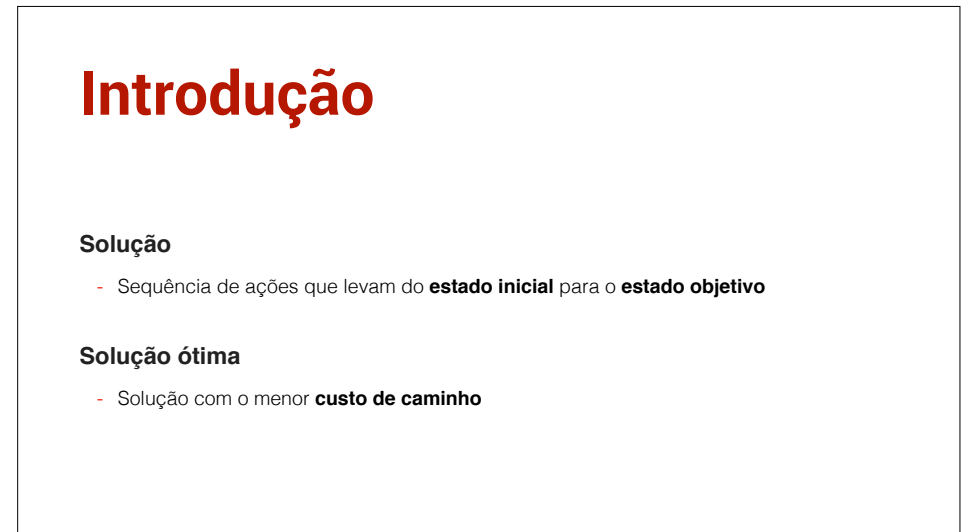 Introdução
Solução
- Sequência de ações que levam do estado inicial para o estado objetivo
Solução ótima
- Solução com o menor custo de caminho